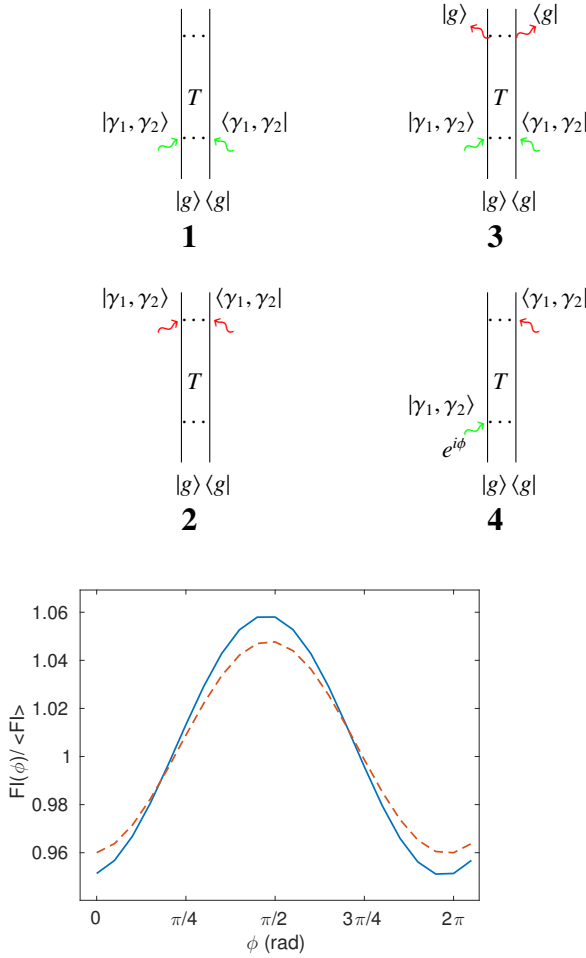 |g⟩ ⟨g|
··· ···
T T
|γ₁, γ₂⟩ ⟨γ₁, γ₂| |γ₁, γ₂⟩ ⟨γ₁, γ₂|
··· ···
|g⟩ ⟨g| |g⟩ ⟨g|
1 3
|γ₁, γ₂⟩ ⟨γ₁, γ₂| ⟨γ₁, γ₂|
··· ···
T T
|γ₁, γ₂⟩
··· ···
e^{iϕ}
|g⟩ ⟨g| |g⟩ ⟨g|
2 4
1.06
1.04
1.02
1
0.98
0.96
FI(ϕ)/ <FI>
0 π/4 π/2 3π/4 2π
ϕ (rad)